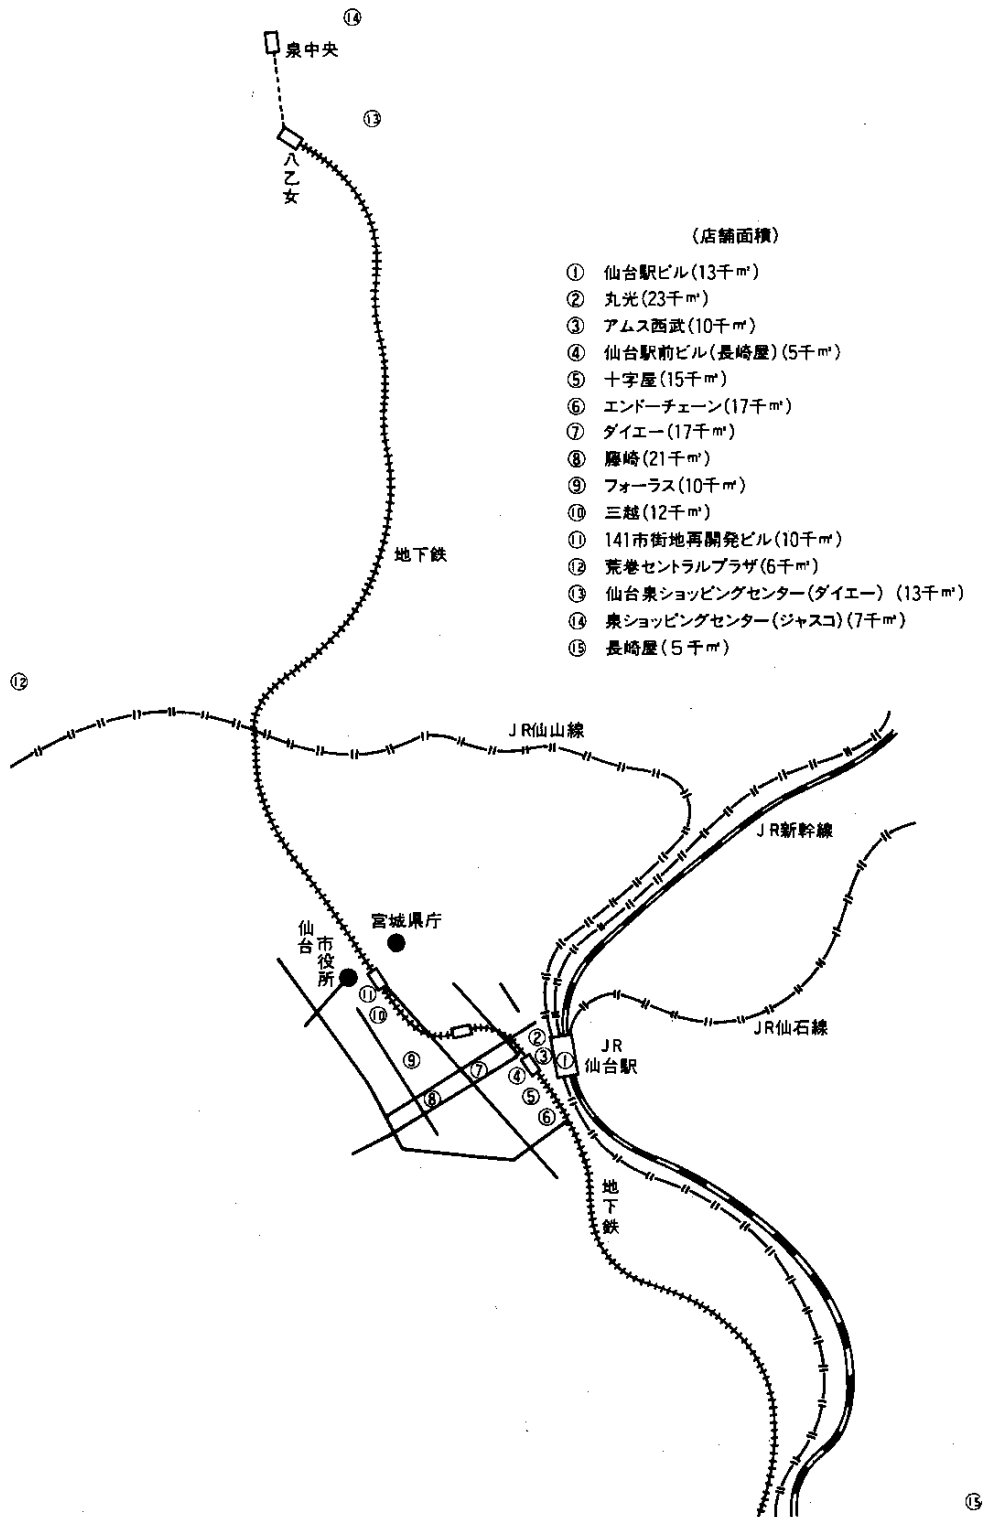 ⑭
泉中央
⑬
八乙女
(店舗面積)
① 仙台駅ビル(13千㎡)
② 丸光(23千㎡)
③ アムス西武(10千㎡)
④ 仙台駅前ビル(長崎屋)(5千㎡)
⑤ 十字屋(15千㎡)
⑥ エンドーチェーン(17千㎡)
⑦ ダイエー(17千㎡)
⑧ 藤崎(21千㎡)
⑨ フォーラス(10千㎡)
⑩ 三越(12千㎡)
⑪ 141市街地再開発ビル(10千㎡)
⑫ 荒巻セントラルプラザ(6千㎡)
⑬ 仙台泉ショッピングセンター(ダイエー) (13千㎡)
⑭ 泉ショッピングセンター(ジャスコ)(7千㎡)
⑮ 長崎屋(5千㎡)
地下鉄
⑫
JR仙山線
JR新幹線
宮城県庁
仙台
市役所
⑪
⑩
⑨
⑧
⑦
②
③
④
⑤
⑥
①
JR
仙台駅
JR仙石線
地下鉄
⑮